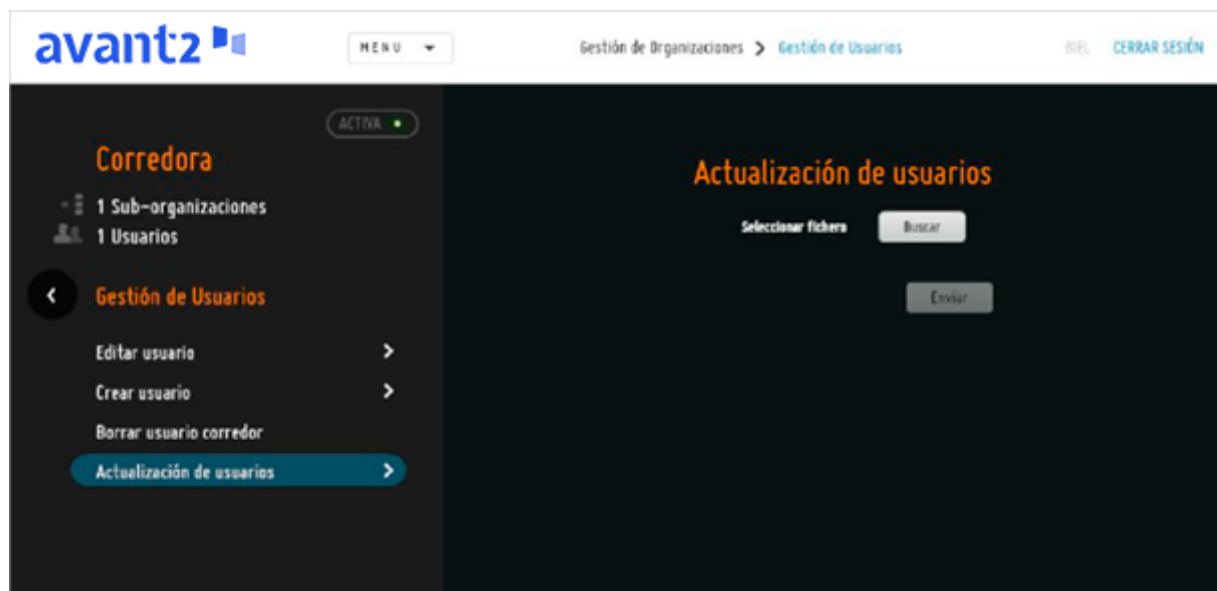 avant2
MENU
Gestión de Organizaciones > Gestión de Usuarios
BIEL
CERRAR SESIÓN
ACTIVA
Corredora
1 Sub-organizaciones
1 Usuarios
Gestión de Usuarios
Editar usuario
Crear usuario
Borrar usuario corredor
Actualización de usuarios
Actualización de usuarios
Seleccionar fichero
Buscar
Enviar